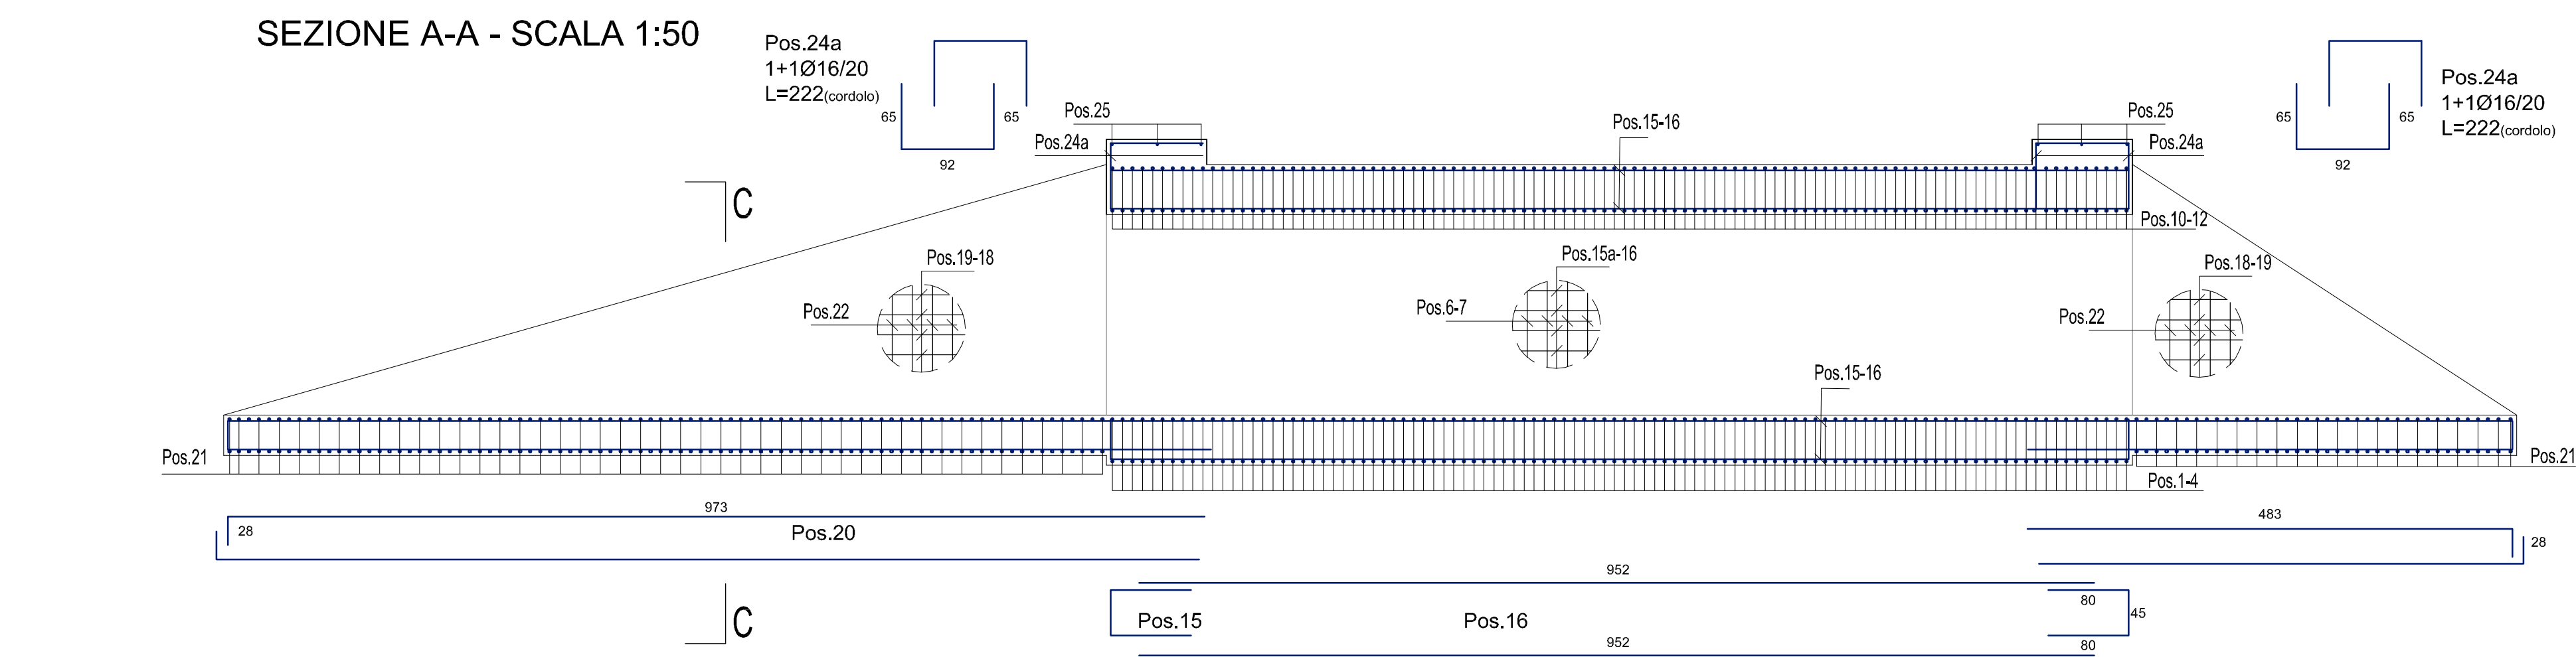 SEZIONE A-A - SCALA 1:50
Pos.24a
1+1Ø16/20
L=222(cordolo)
65
65
92
Pos.24a
1+1Ø16/20
L=222(cordolo)
65
65
92
Pos.25
Pos.24a
Pos.15-16
Pos.25
Pos.24a
C
Pos.10-12
Pos.19-18
Pos.22
Pos.15a-16
Pos.6-7
Pos.18-19
Pos.22
Pos.15-16
Pos.21
Pos.21
Pos.1-4
973
28
Pos.20
483
28
952
C
Pos.15
Pos.16
80
45
952
80